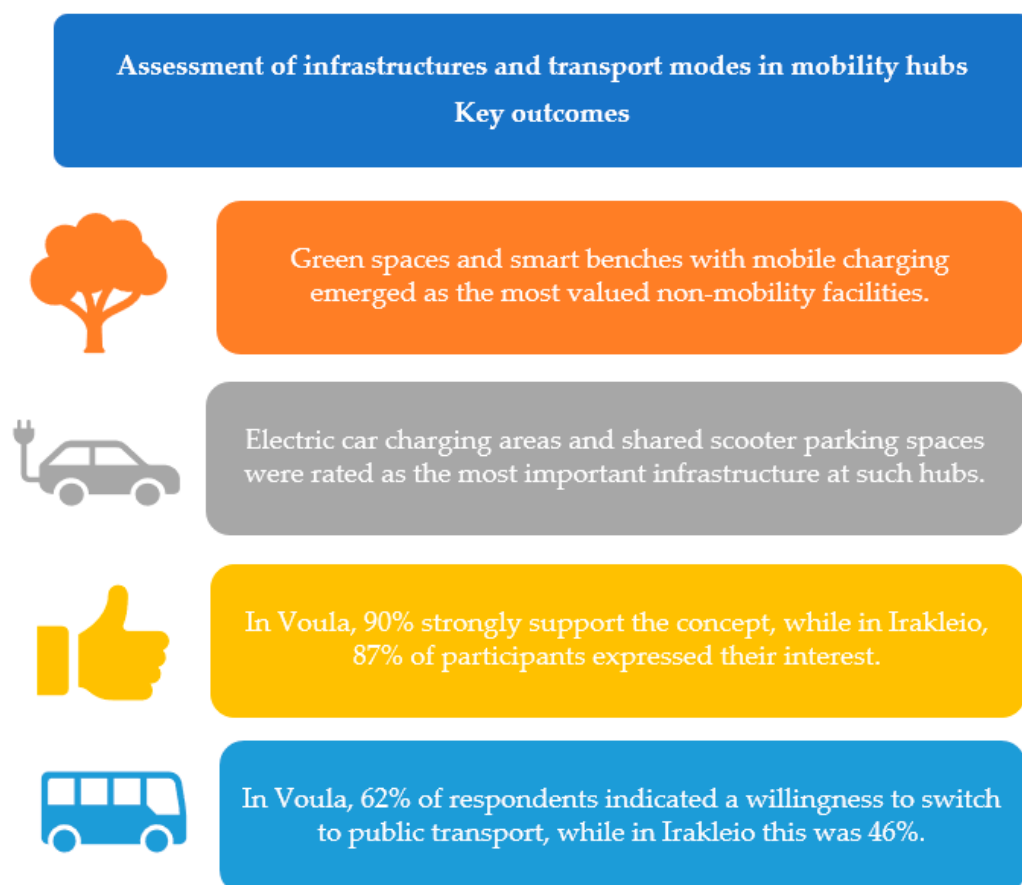 Assessment of infrastructures and transport modes in mobility hubs
Key outcomes
Green spaces and smart benches with mobile charging
emerged as the most valued non-mobility facilities.
Electric car charging areas and shared scooter parking spaces
were rated as the most important infrastructure at such hubs.
In Voula, 90% strongly support the concept, while in Irakleio,
87% of participants expressed their interest.
In Voula, 62% of respondents indicated a willingness to switch
to public transport, while in Irakleio this was 46%.